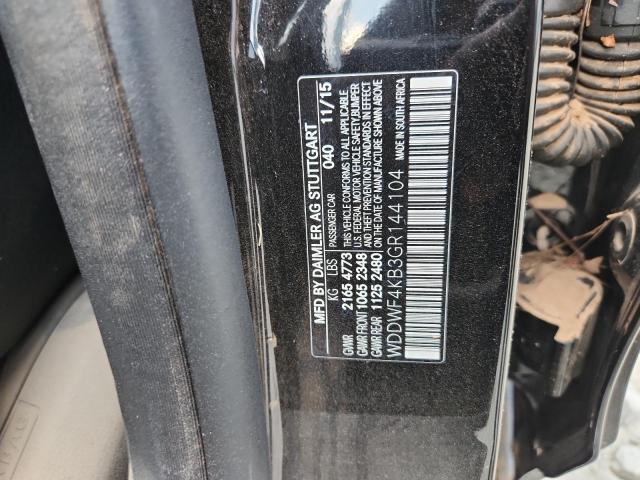 MFD BY DAIMLER AG STUTTGART
KG LBS PASSENGER CAR 040 11/15
GVWR 2165 4773 THIS VEHICLE CONFORMS TO ALL APPLICABLE
GAWR FRONT 1065 2348 U.S. FEDERAL MOTOR VEHICLE SAFETY, BUMPER
GAWR REAR 1125 2480 AND THEFT PREVENTION STANDARDS IN EFFECT
ON THE DATE OF MANUFACTURE SHOWN ABOVE
WDDWF4KB3GR144104 MADE IN SOUTH AFRICA